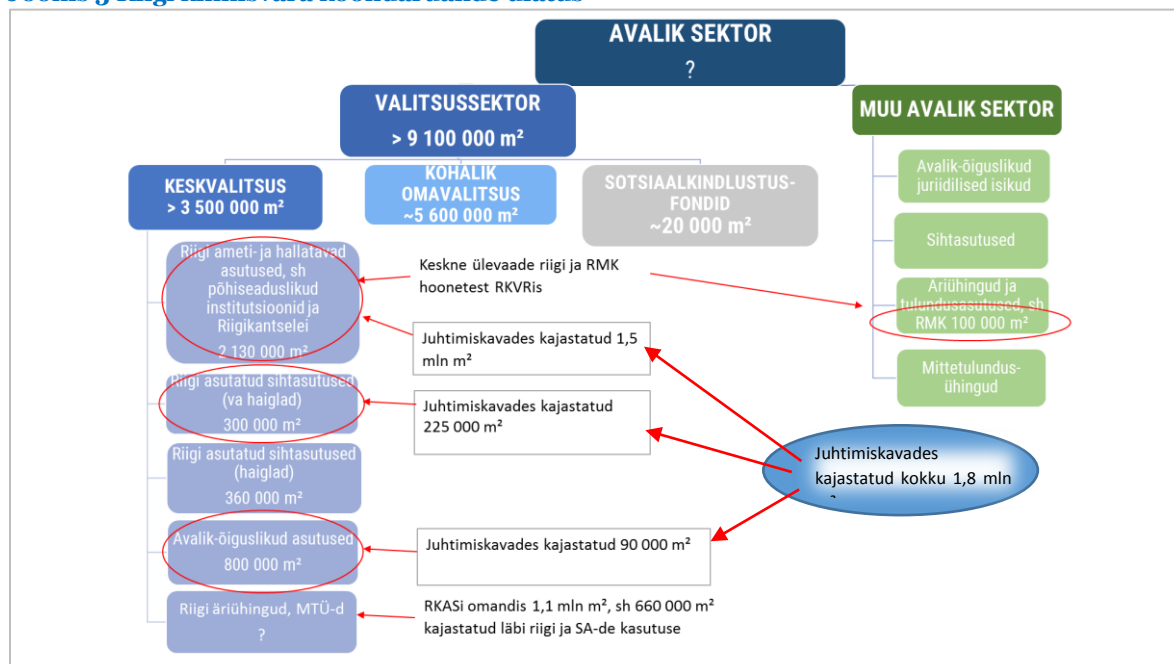 Joonis 5 Riigi kinnisvara koondaruande ulatus
AVALIK SEKTOR
?
VALITSUSSEKTOR
> 9 100 000 m²
MUU AVALIK SEKTOR
KESKVALITSUS
> 3 500 000 m²
KOHALIK
OMAVALITSUS
~5 600 000 m²
SOTSIAALKINDLUSTUS-
FONDID
~20 000 m²
Avalik-õiguslikud
juriidilised isikud
Sihtasutused
Äriühingud ja
tulundusasutused, sh
RMK 100 000 m²
Mittetulundus-
ühingud
Riigi ameti- ja hallatavad
asutused, sh
põhiseaduslikud
institutsioonid ja
Riigikantselei
2 130 000 m²
Keskne ülevaade riigi ja RMK
hoonetest RKVRis
Juhtimiskavades kajastatud 1,5
mln m²
Riigi asutatud sihtasutused
(va haiglad)
300 000 m²
Juhtimiskavades kajastatud
225 000 m²
Riigi asutatud sihtasutused
(haiglad)
360 000 m²
Juhtimiskavades
kajastatud kokku 1,8 mln
Avalik-õiguslikud asutused
800 000 m²
Juhtimiskavades kajastatud 90 000 m²
Riigi äriühingud, MTÜ-d
?
RKASi omandis 1,1 mln m², sh 660 000 m²
kajastatud läbi riigi ja SA-de kasutuse